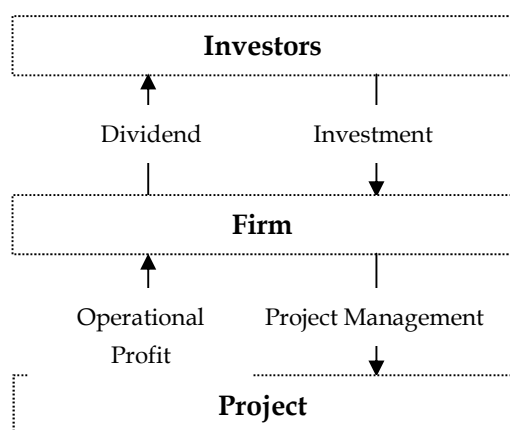 Investors
Dividend Investment
Firm
Operational Project Management
Profit
Project